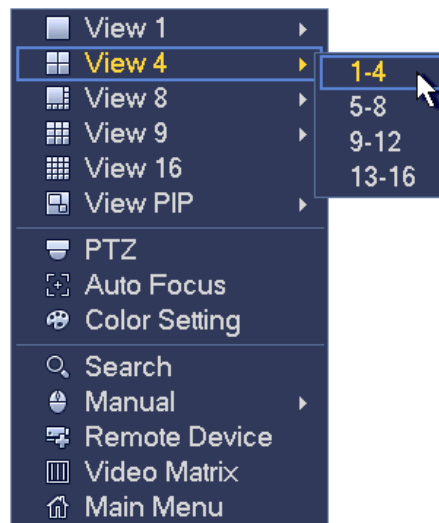 View 1
View 4
1-4
5-8
9-12
13-16
View 8
View 9
View 16
View PIP
PTZ
Auto Focus
Color Setting
Search
Manual
Remote Device
Video Matrix
Main Menu